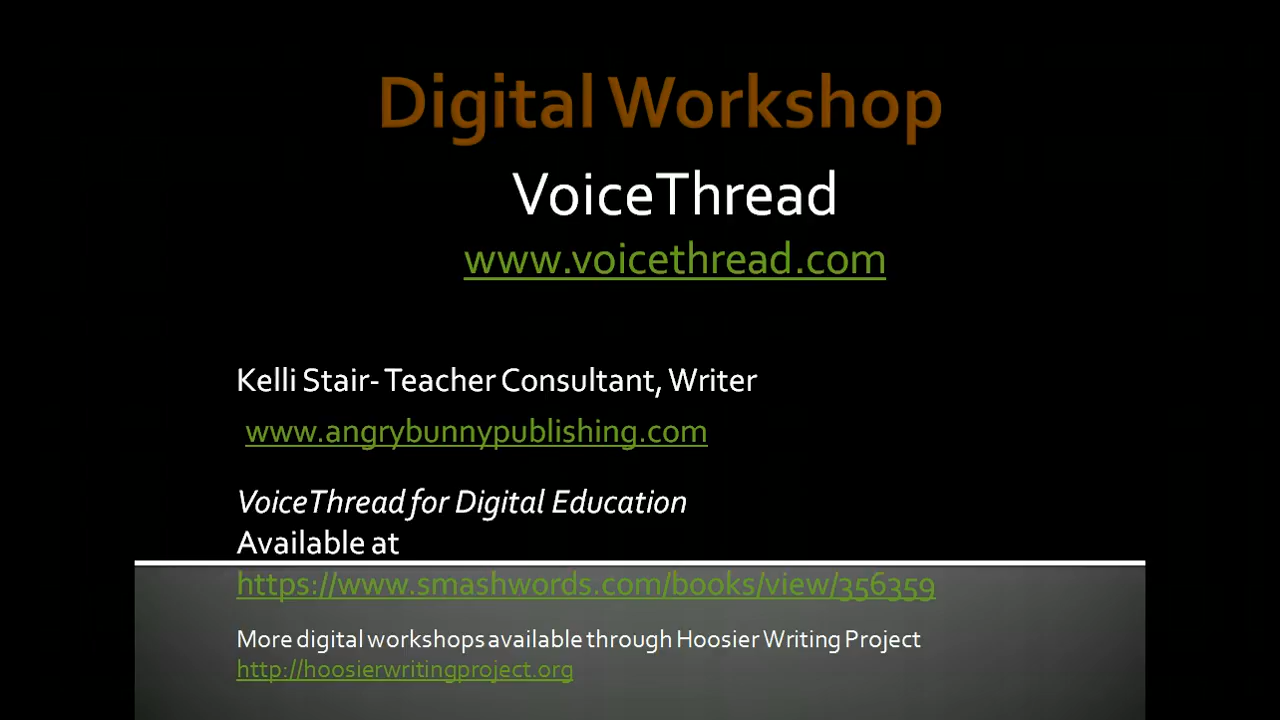 Digital Workshop
VoiceThread
www.voicethread.com
Kelli Stair- Teacher Consultant, Writer
www.angrybunnypublishing.com
VoiceThread for Digital Education
Available at
https://www.smashwords.com/books/view/356359
More digital workshops available through Hoosier Writing Project
http://hoosierwritingproject.org